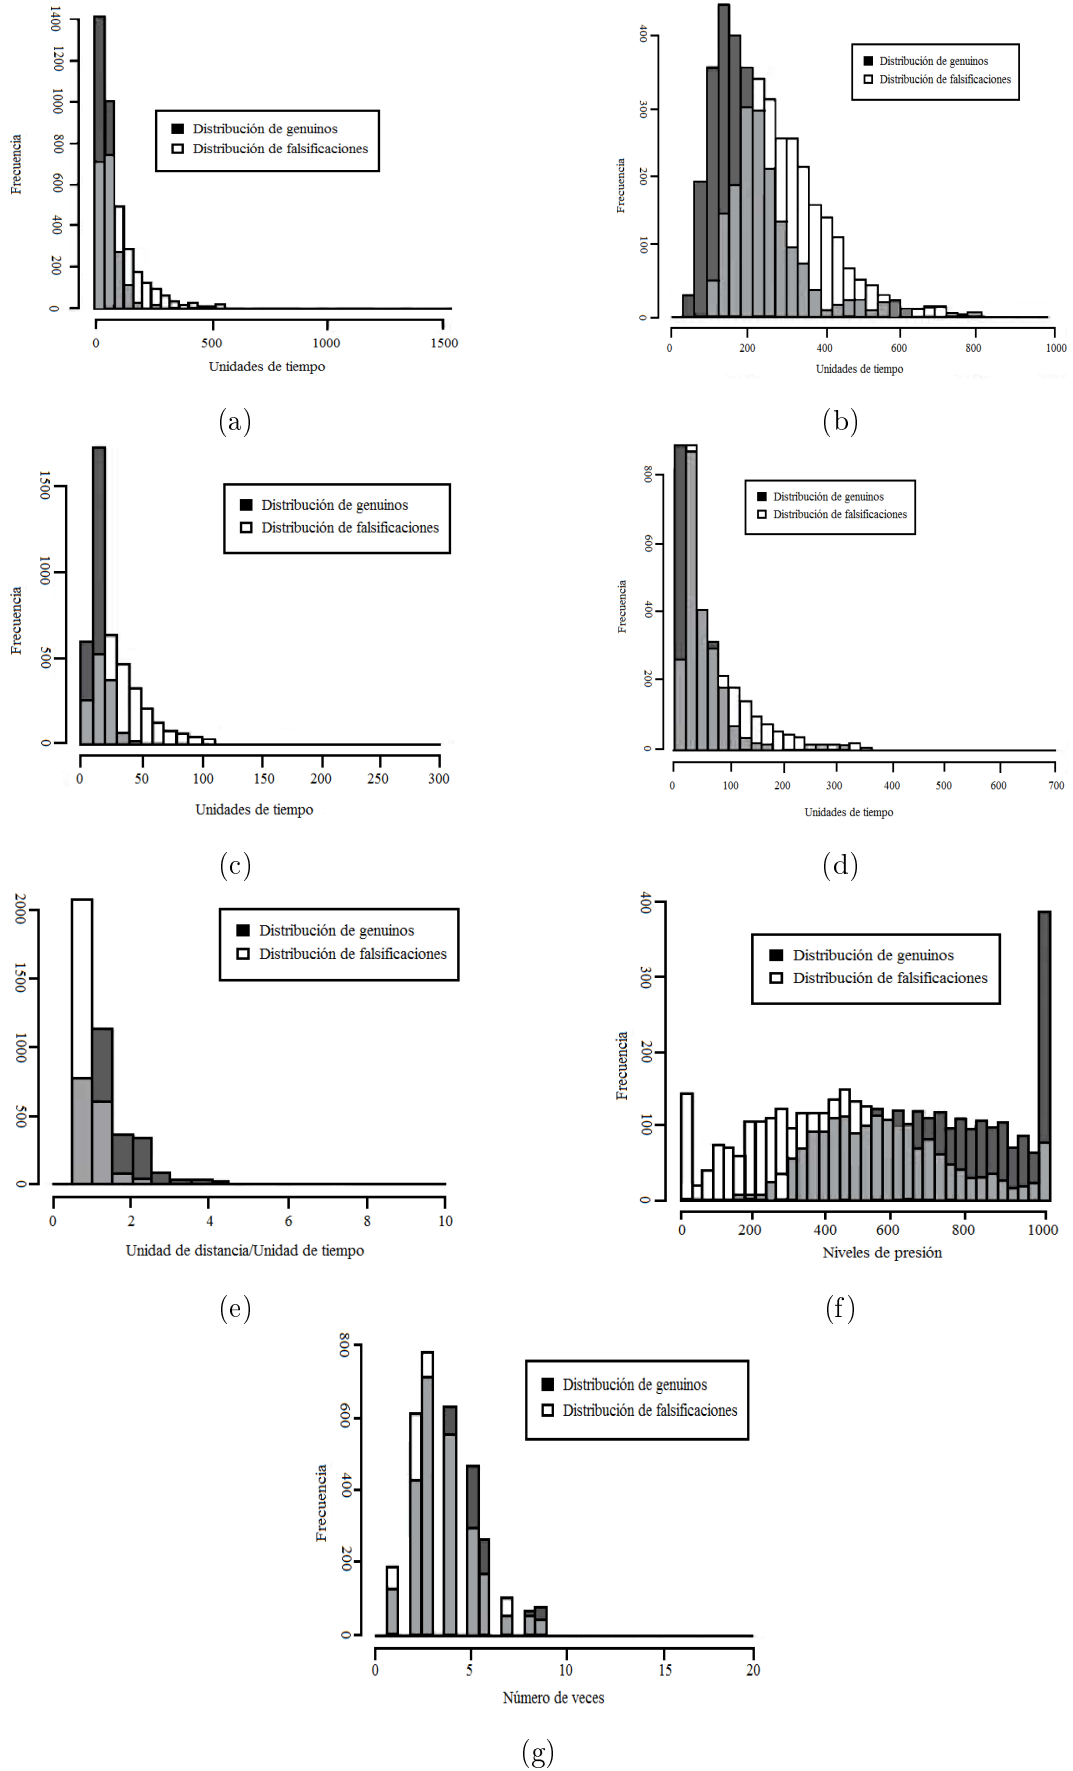 1400
1200
1000
800
600
400
200
0
Frecuencia
Distribución de genuinos
Distribución de falsificaciones
0 500 1000 1500
Unidades de tiempo
(a)
400
300
200
100
0
Frecuencia
Distribución de genuinos
Distribución de falsificaciones
0 200 400 600 800 1000
Unidades de tiempo
(b)
1500
1000
500
0
Frecuencia
Distribución de genuinos
Distribución de falsificaciones
0 50 100 150 200 250 300
Unidades de tiempo
(c)
800
600
400
200
0
Frecuencia
Distribución de genuinos
Distribución de falsificaciones
0 100 200 300 400 500 600 700
Unidades de tiempo
(d)
2000
1500
1000
500
0
Distribución de genuinos
Distribución de falsificaciones
0 2 4 6 8 10
Unidad de distancia/Unidad de tiempo
(e)
400
300
200
100
0
Frecuencia
Distribución de genuinos
Distribución de falsificaciones
0 200 400 600 800 1000
Niveles de presión
(f)
800
600
400
200
0
Frecuencia
Distribución de genuinos
Distribución de falsificaciones
0 5 10 15 20
Número de veces
(g)